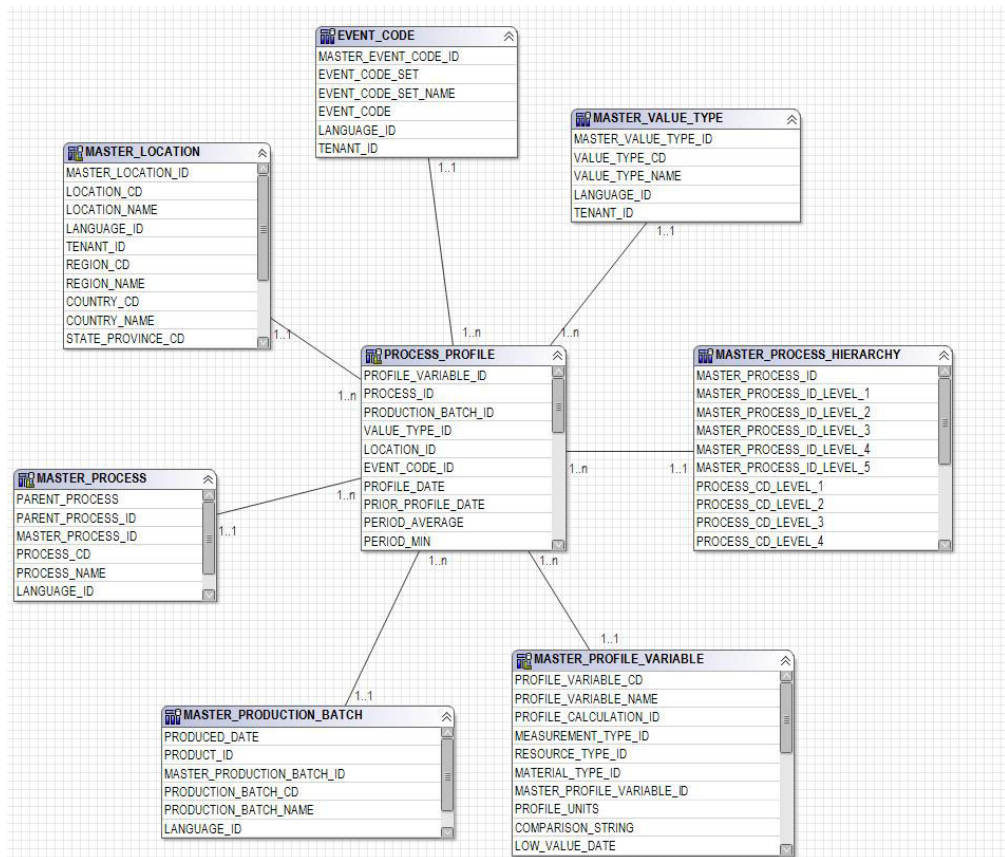 EVENT_CODE
MASTER_EVENT_CODE_ID
EVENT_CODE_SET
EVENT_CODE_SET_NAME
EVENT_CODE
LANGUAGE_ID
TENANT_ID
1..1
MASTER_VALUE_TYPE
MASTER_VALUE_TYPE_ID
VALUE_TYPE_CD
VALUE_TYPE_NAME
LANGUAGE_ID
TENANT_ID
1..1
MASTER_LOCATION
MASTER_LOCATION_ID
LOCATION_CD
LOCATION_NAME
LANGUAGE_ID
TENANT_ID
REGION_CD
REGION_NAME
COUNTRY_CD
COUNTRY_NAME
STATE_PROVINCE_CD
1..1
1..n
1..n
1..n
PROCESS_PROFILE
PROFILE_VARIABLE_ID
PROCESS_ID
PRODUCTION_BATCH_ID
VALUE_TYPE_ID
LOCATION_ID
EVENT_CODE_ID
PROFILE_DATE
PRIOR_PROFILE_DATE
PERIOD_AVERAGE
PERIOD_MIN
1..n
1..1
MASTER_PROCESS_HIERARCHY
MASTER_PROCESS_ID
MASTER_PROCESS_ID_LEVEL_1
MASTER_PROCESS_ID_LEVEL_2
MASTER_PROCESS_ID_LEVEL_3
MASTER_PROCESS_ID_LEVEL_4
MASTER_PROCESS_ID_LEVEL_5
PROCESS_CD_LEVEL_1
PROCESS_CD_LEVEL_2
PROCESS_CD_LEVEL_3
PROCESS_CD_LEVEL_4
MASTER_PROCESS
PARENT_PROCESS
PARENT_PROCESS_ID
MASTER_PROCESS_ID
PROCESS_CD
PROCESS_NAME
LANGUAGE_ID
1..1
1..n
1..n
1..n
1..1
1..1
MASTER_PROFILE_VARIABLE
PROFILE_VARIABLE_CD
PROFILE_VARIABLE_NAME
PROFILE_CALCULATION_ID
MEASUREMENT_TYPE_ID
RESOURCE_TYPE_ID
MATERIAL_TYPE_ID
MASTER_PROFILE_VARIABLE_ID
PROFILE_UNITS
COMPARISON_STRING
LOW_VALUE_DATE
MASTER_PRODUCTION_BATCH
PRODUCED_DATE
PRODUCT_ID
MASTER_PRODUCTION_BATCH_ID
PRODUCTION_BATCH_CD
PRODUCTION_BATCH_NAME
LANGUAGE_ID